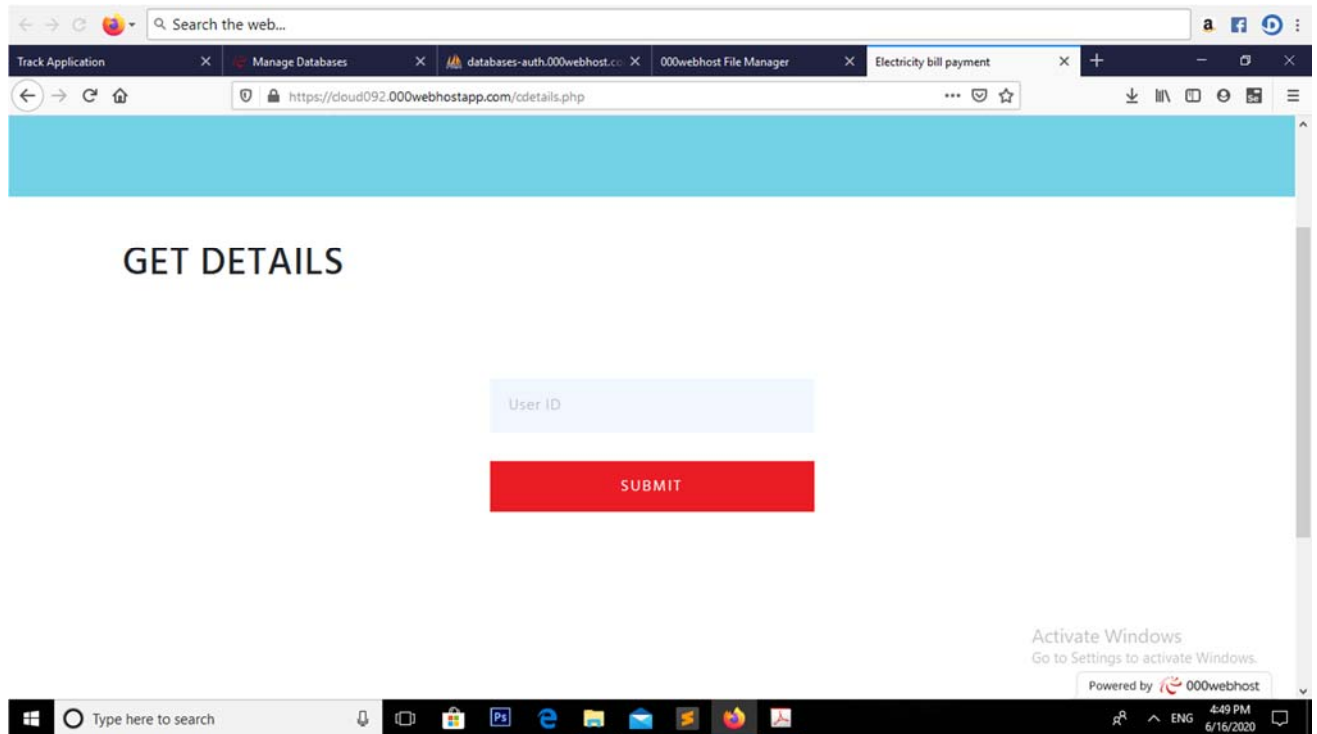 Search the web...
Track Application
Manage Databases
databases-auth.000webhost.co
000webhost File Manager
Electricity bill payment
https://cloud092.000webhostapp.com/cdetails.php
GET DETAILS
User ID
SUBMIT
Activate Windows
Go to Settings to activate Windows.
Powered by 000webhost
Type here to search
Ps
ENG
4:49 PM
6/16/2020